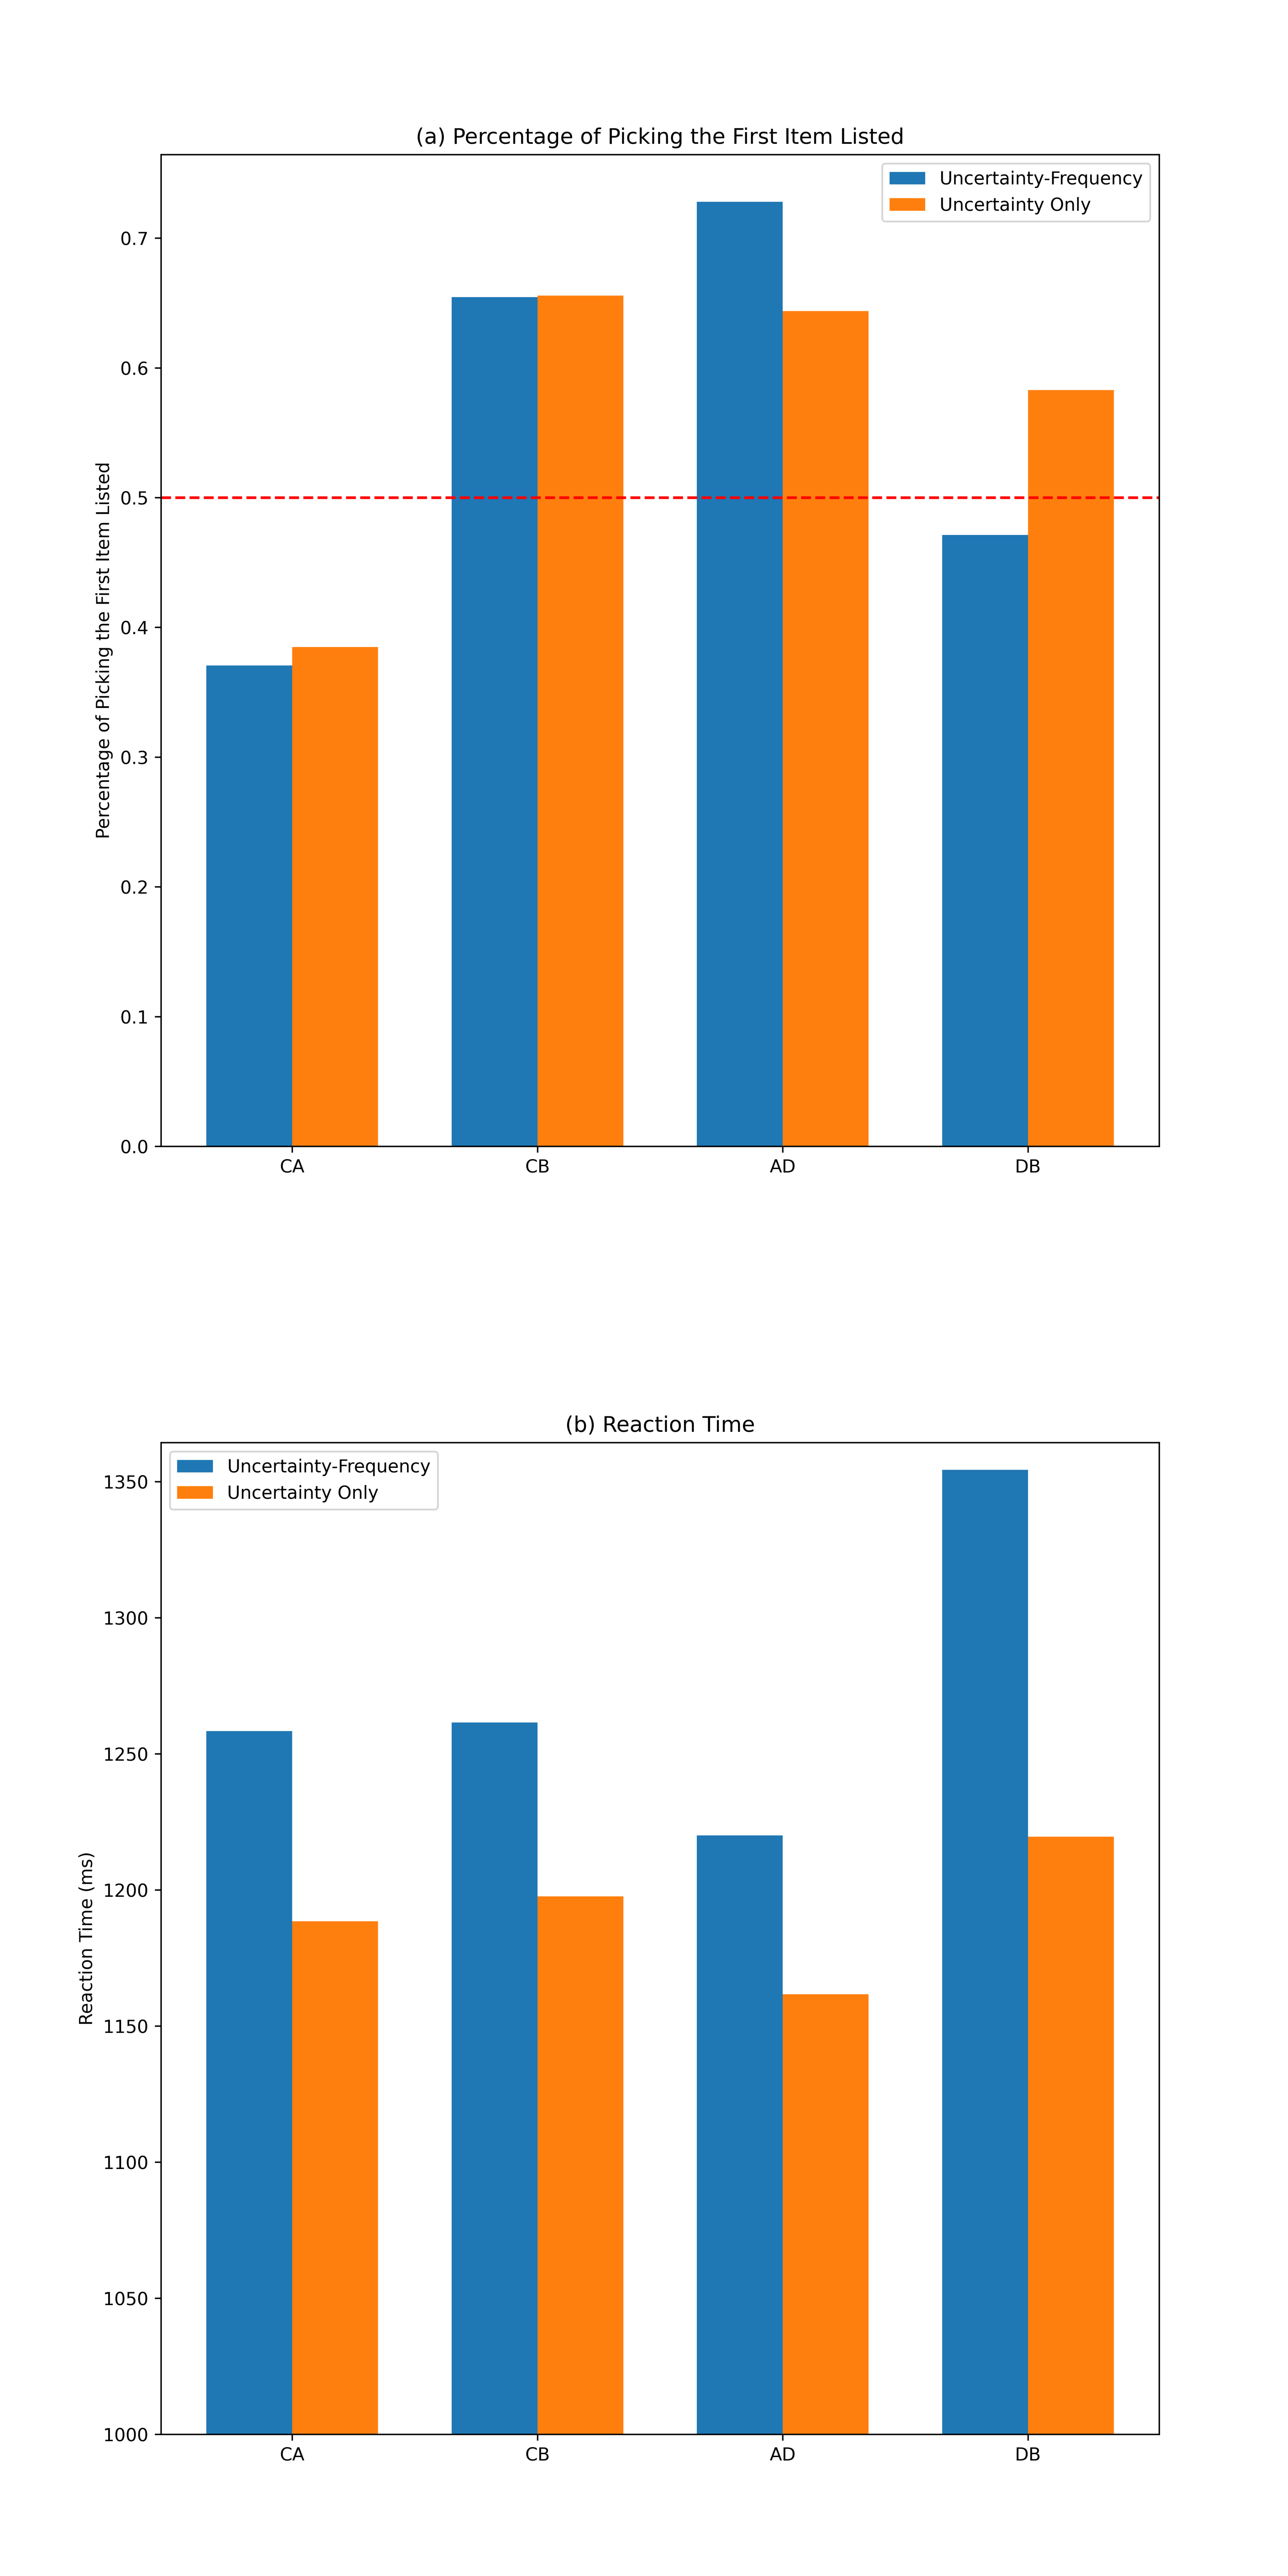 (a) Percentage of Picking the First Item Listed
Uncertainty-Frequency
Uncertainty Only
Percentage of Picking the First Item Listed
0.7
0.6
0.5
0.4
0.3
0.2
0.1
0.0
CA CB AD DB
(b) Reaction Time
Uncertainty-Frequency
Uncertainty Only
Reaction Time (ms)
1350
1300
1250
1200
1150
1100
1050
1000
CA CB AD DB